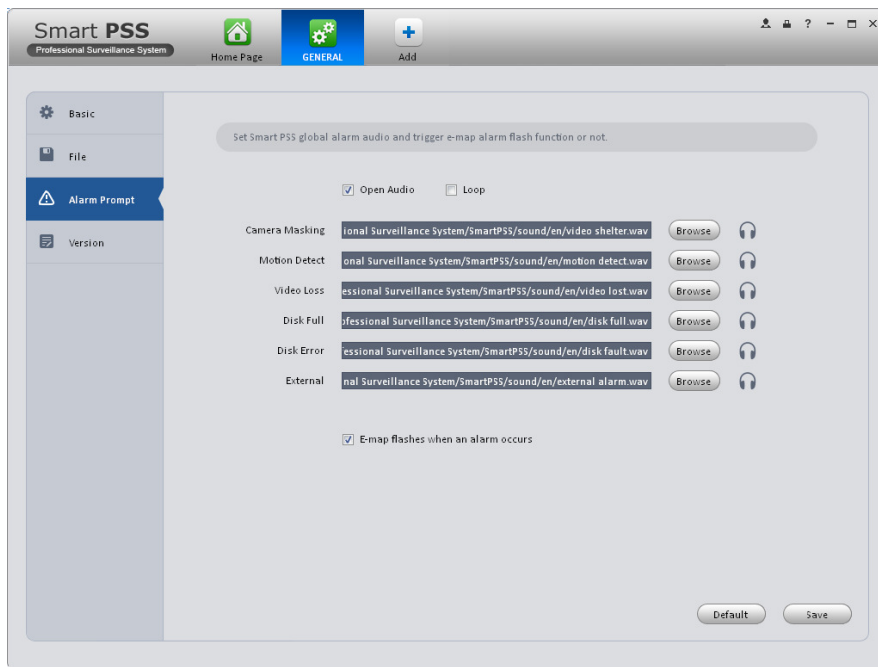 Smart PSS
Professional Surveillance System
Home Page
GENERAL
Add
?
Basic
File
Alarm Prompt
Version
Set Smart PSS global alarm audio and trigger e-map alarm flash function or not.
Open Audio Loop
Camera Masking ional Surveillance System/SmartPSS/sound/en/video shelter.wav Browse
Motion Detect onal Surveillance System/SmartPSS/sound/en/motion detect.wav Browse
Video Loss essional Surveillance System/SmartPSS/sound/en/video lost.wav Browse
Disk Full ofessional Surveillance System/SmartPSS/sound/en/disk full.wav Browse
Disk Error essional Surveillance System/SmartPSS/sound/en/disk fault.wav Browse
External nal Surveillance System/SmartPSS/sound/en/external alarm.wav Browse
E-map flashes when an alarm occurs
Default Save